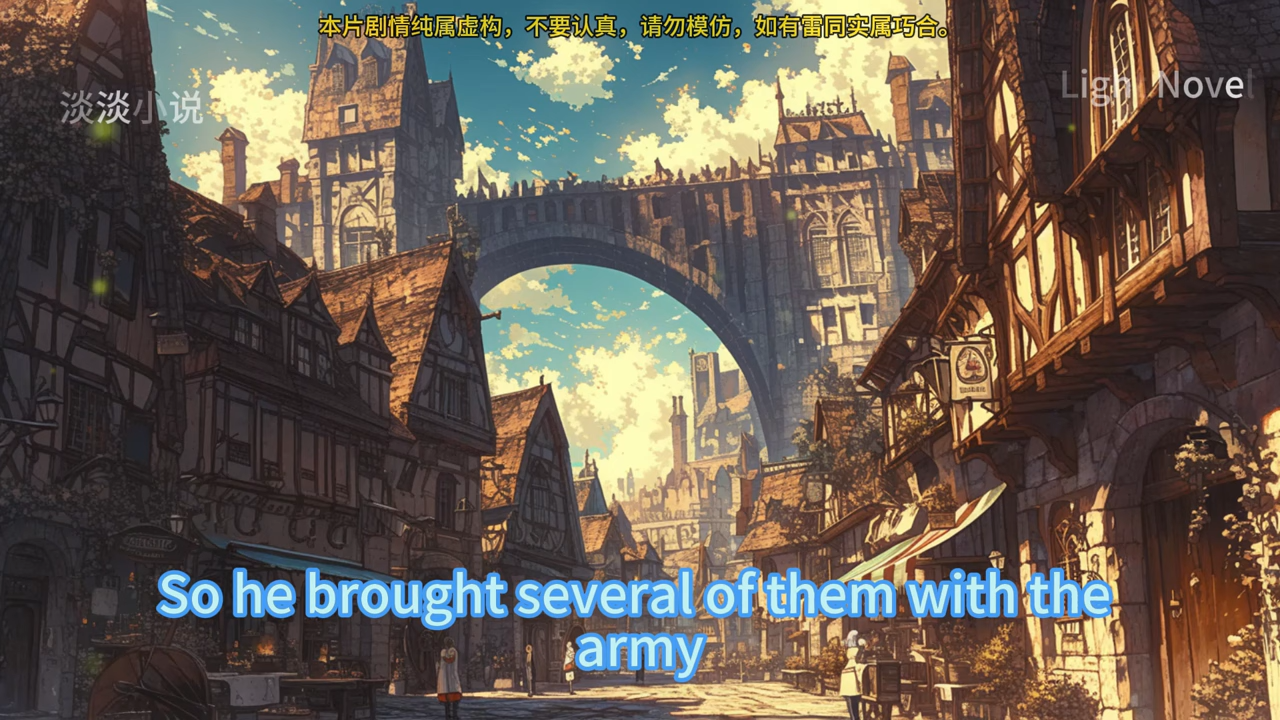 本片剧情纯属虚构，不要认真，请勿模仿，如有雷同实属巧合。
淡淡小说
Light Novel
So he brought several of them with the
army